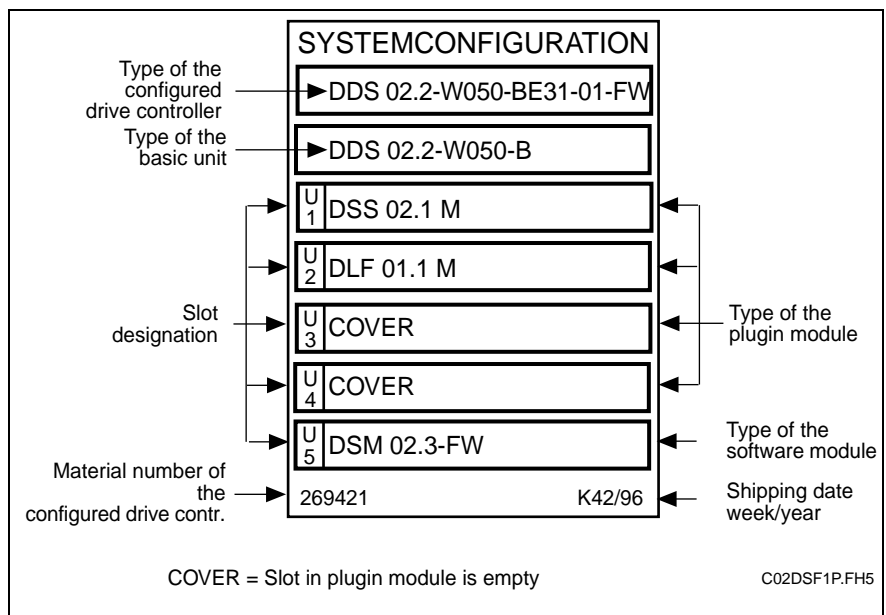 SYSTEMCONFIGURATION
Type of the
configured
drive controller
DDS 02.2-W050-BE31-01-FW
Type of the
basic unit
DDS 02.2-W050-B
U
1
DSS 02.1 M
U
2
DLF 01.1 M
Slot
designation
U
3
COVER
Type of the
plugin module
U
4
COVER
U
5
DSM 02.3-FW
Type of the
software module
Material number of
the
configured drive contr.
269421
K42/96
Shipping date
week/year
COVER = Slot in plugin module is empty
C02DSF1P.FH5